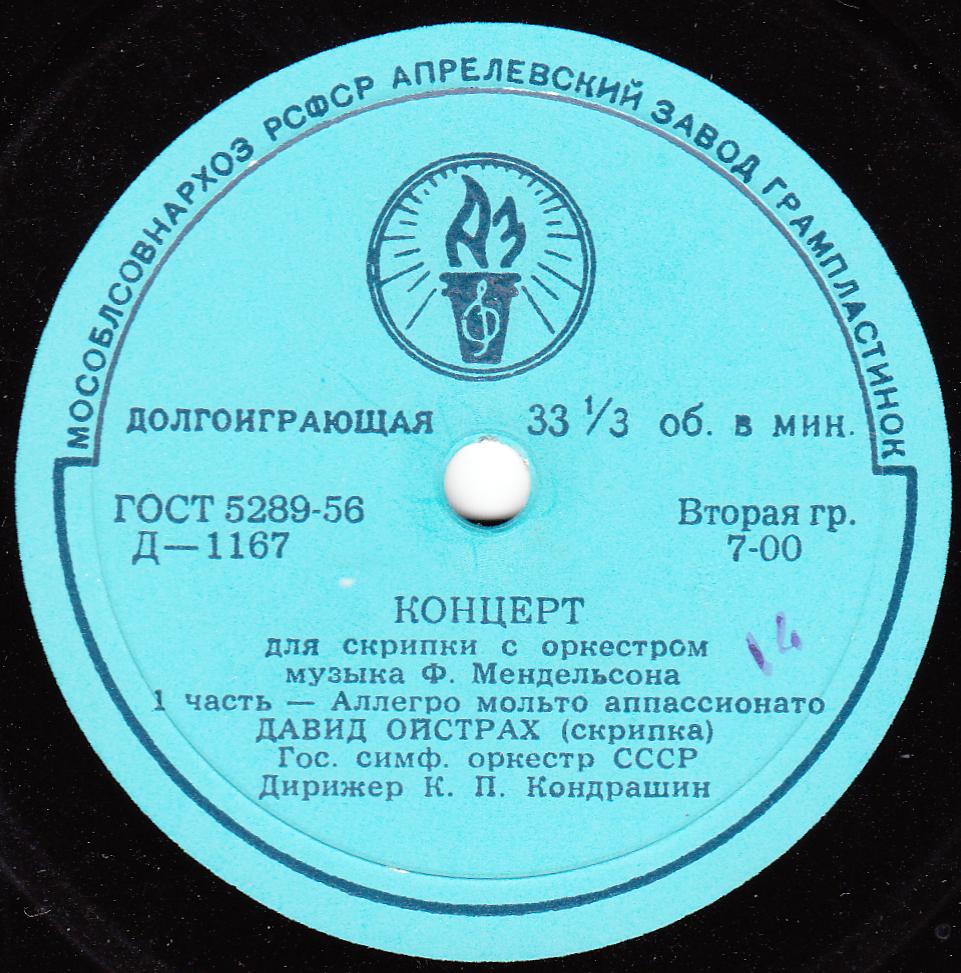 МОСОБЛСОВНАРХОЗ РСФСР АПРЕЛЕВСКИЙ ЗАВОД ГРАМПЛАСТИНОК
АЗ
ДОЛГОИГРАЮЩАЯ 33 1/3 об. в мин.
ГОСТ 5289-56 Вторая гр.
Д—1167 7-00
КОНЦЕРТ
для скрипки с оркестром
музыка Ф. Мендельсона
1 часть — Аллегро мольто аппассионато
ДАВИД ОЙСТРАХ (скрипка)
Гос. симф. оркестр СССР
Дирижер К. П. Кондрашин